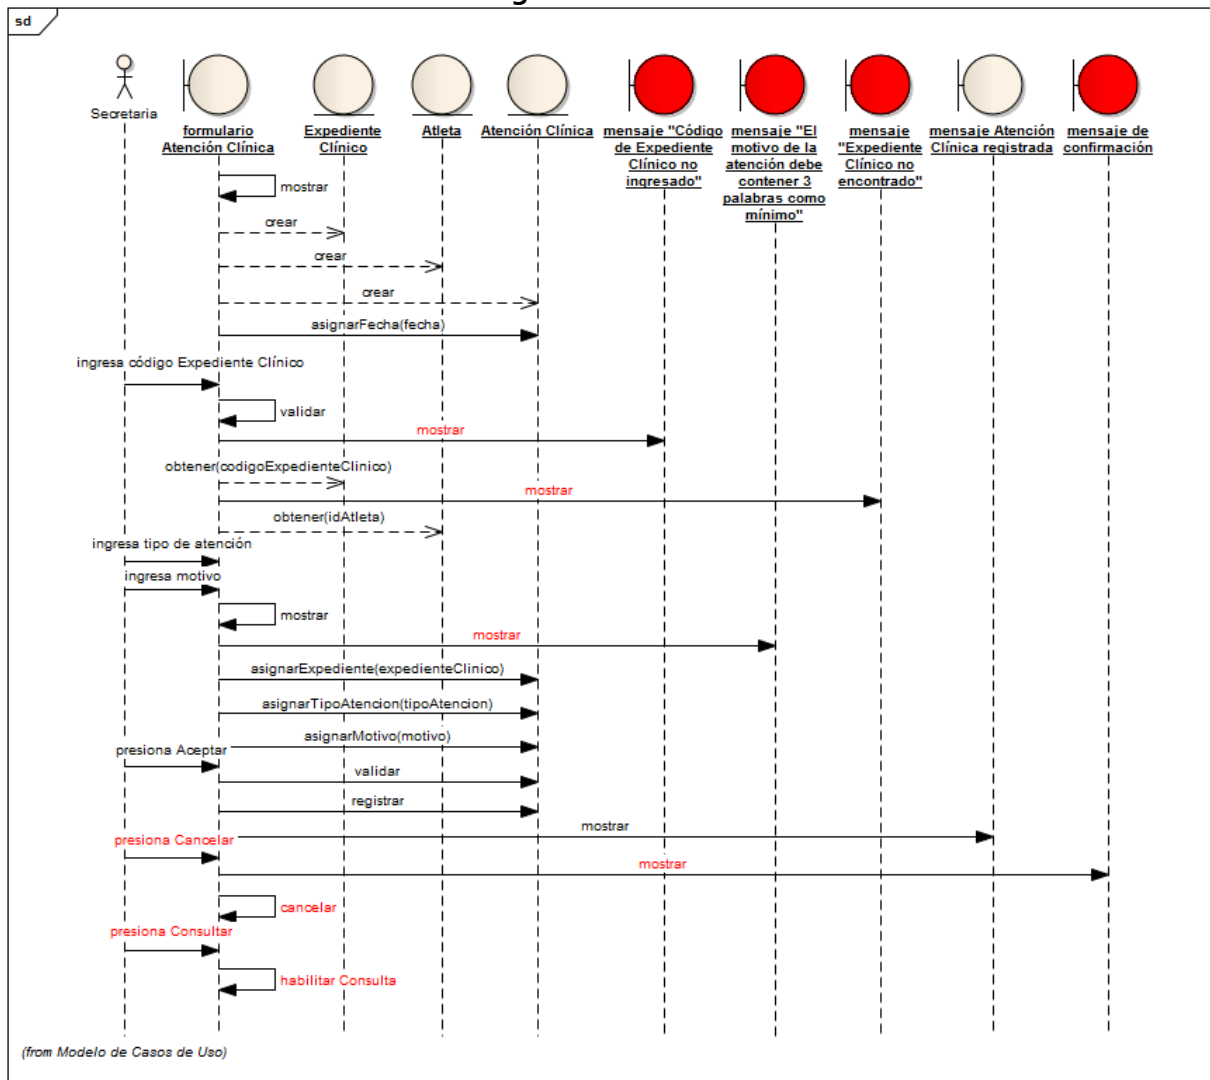 sd
Secretaria
formulario
Atención Clínica
Expediente
Clínico
Atleta
Atención Clínica
mensaje "Código
de Expediente
Clínico no
ingresado"
mensaje "El
motivo de la
atención debe
contener 3
palabras como
mínimo"
mensaje
"Expediente
Clínico no
encontrado"
mensaje Atención
Clínica registrada
mensaje de
confirmación
mostrar
crear
crear
crear
asignarFecha(fecha)
ingresa código Expediente Clínico
validar
mostrar
obtener(codigoExpedienteClinico)
mostrar
obtener(idAtleta)
ingresa tipo de atención
ingresa motivo
mostrar
mostrar
asignarExpediente(expedienteClinico)
asignarTipoAtencion(tipoAtencion)
asignarMotivo(motivo)
presiona Aceptar
validar
registrar
mostrar
presiona Cancelar
mostrar
cancelar
presiona Consultar
habilitar Consulta
(from Modelo de Casos de Uso)